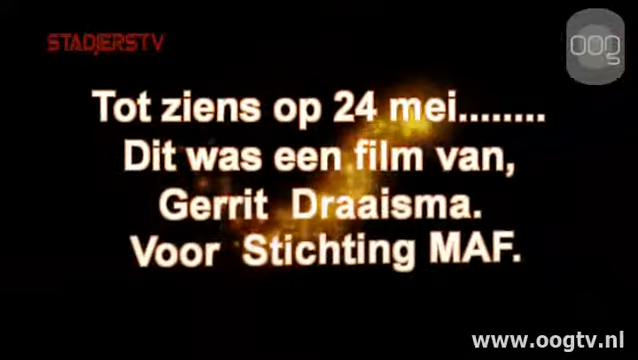 STADJERSTV
oog
Tot ziens op 24 mei........
Dit was een film van,
Gerrit Draaisma.
Voor Stichting MAF.
www.oogtv.nl